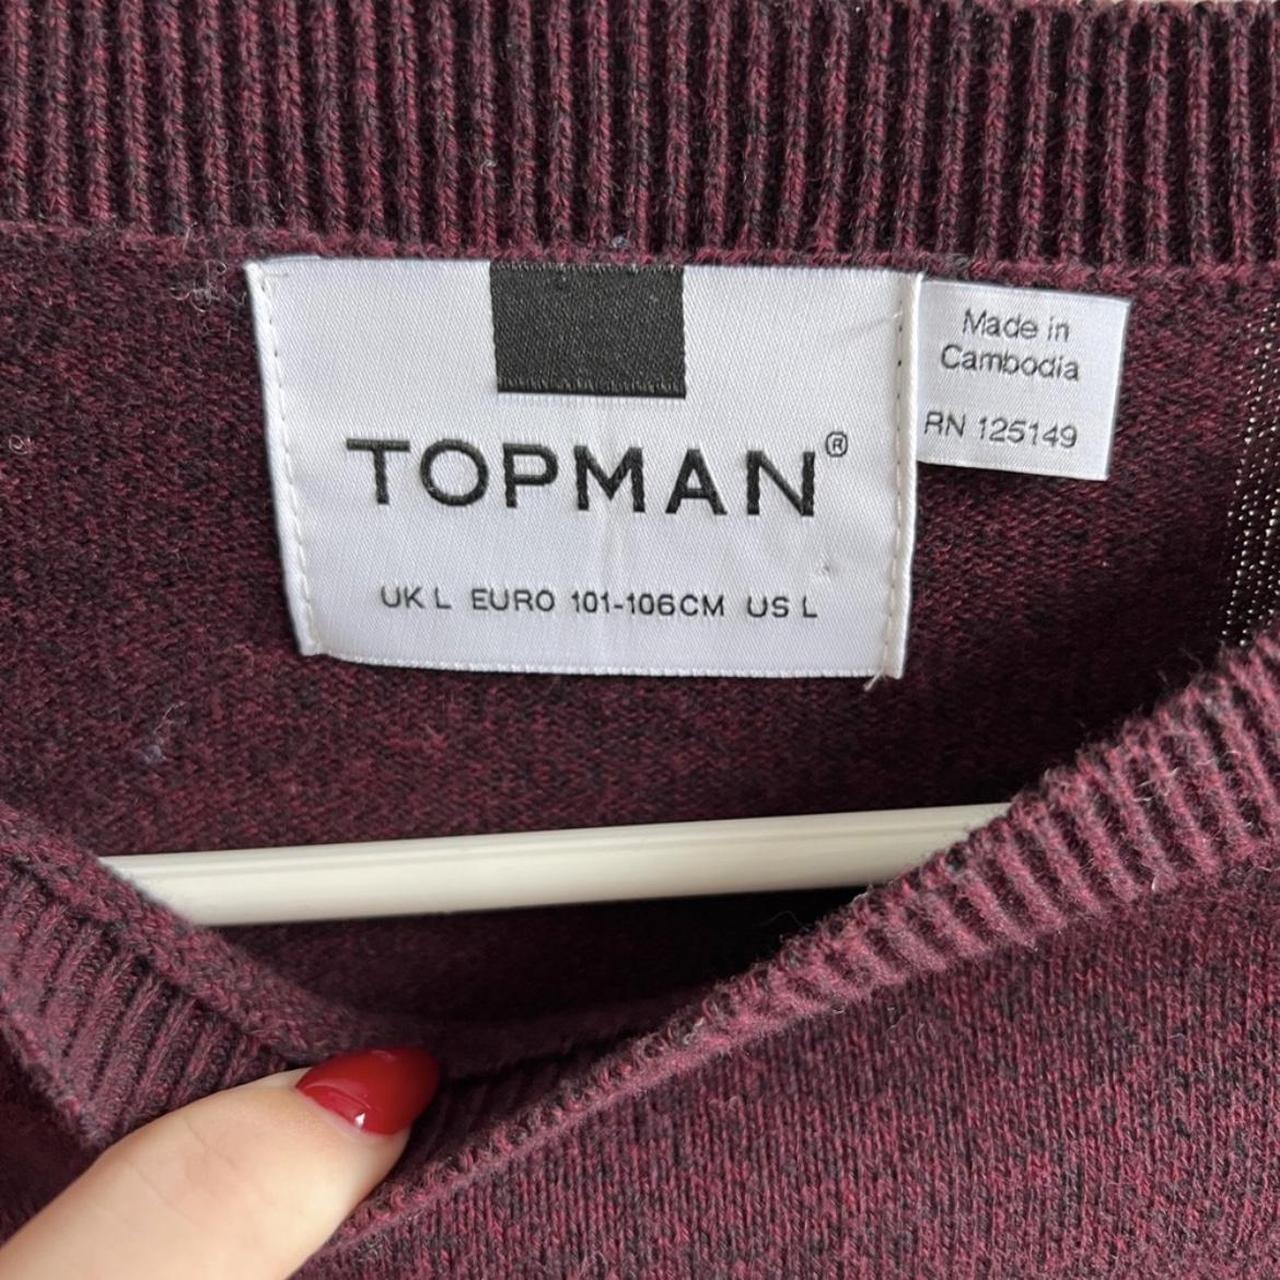 TOPMAN®
UK L EURO 101-106CM US L
Made in
Cambodia
RN 125149